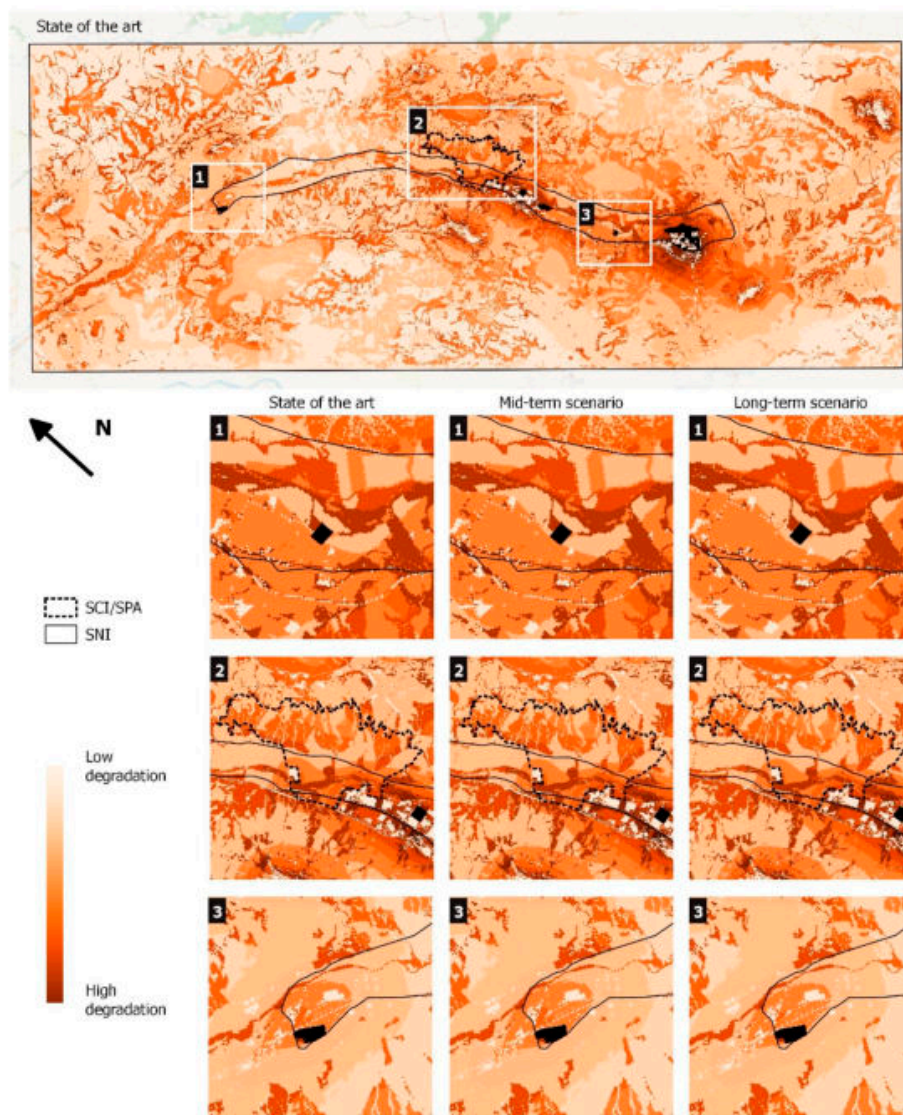 State of the art
1
2
3
N
State of the art
Mid-term scenario
Long-term scenario
1
1
1
SCI/SPA
SNI
2
2
2
Low
degradation
3
3
3
High
degradation